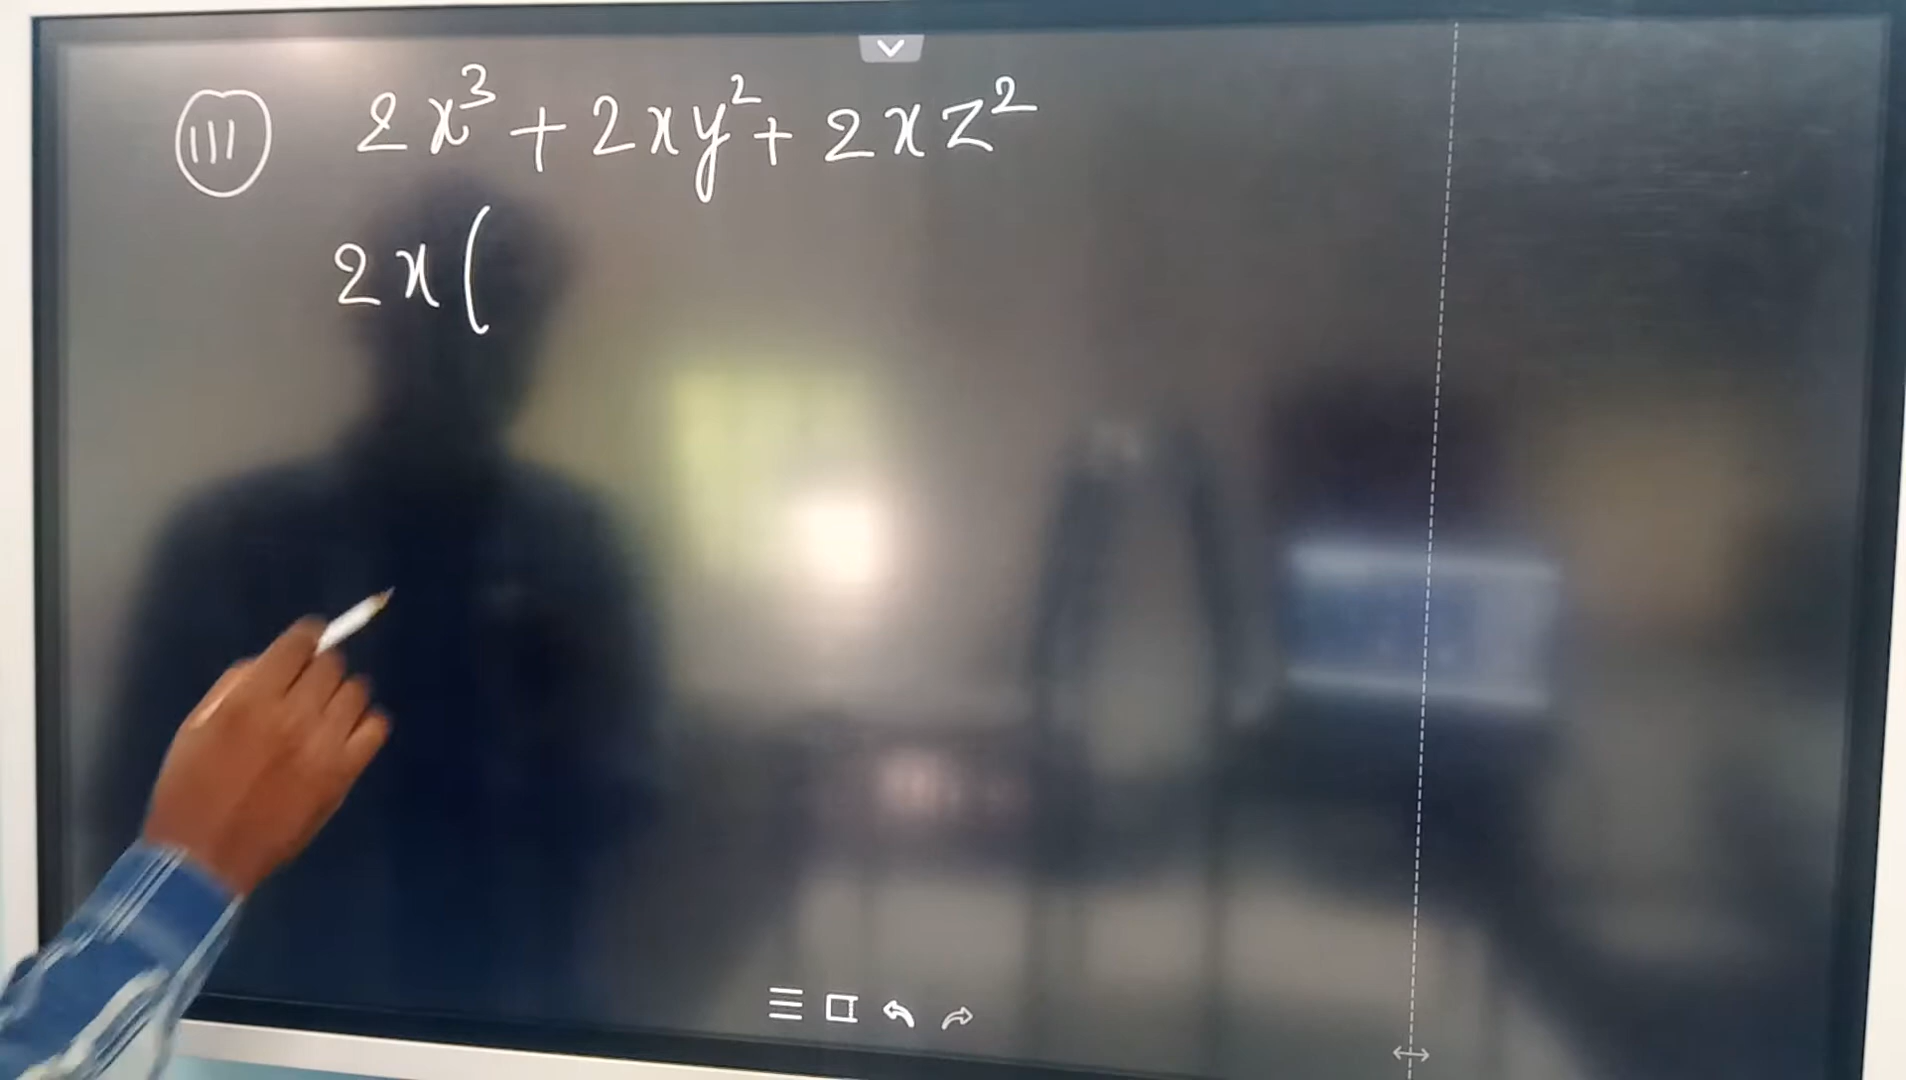 (III) 2x³ + 2xy² + 2xz²
2x(